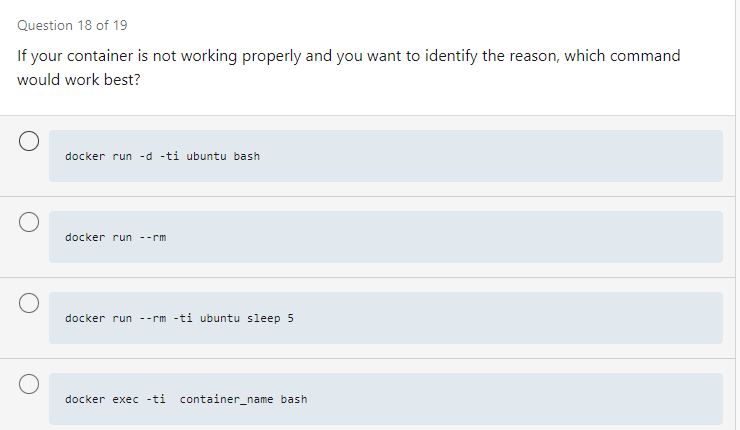 Question 18 of 19
If your container is not working properly and you want to identify the reason, which command
would work best?
docker run -d -ti ubuntu bash
docker run --rm
docker run --rm -ti ubuntu sleep 5
docker exec -ti  container_name bash